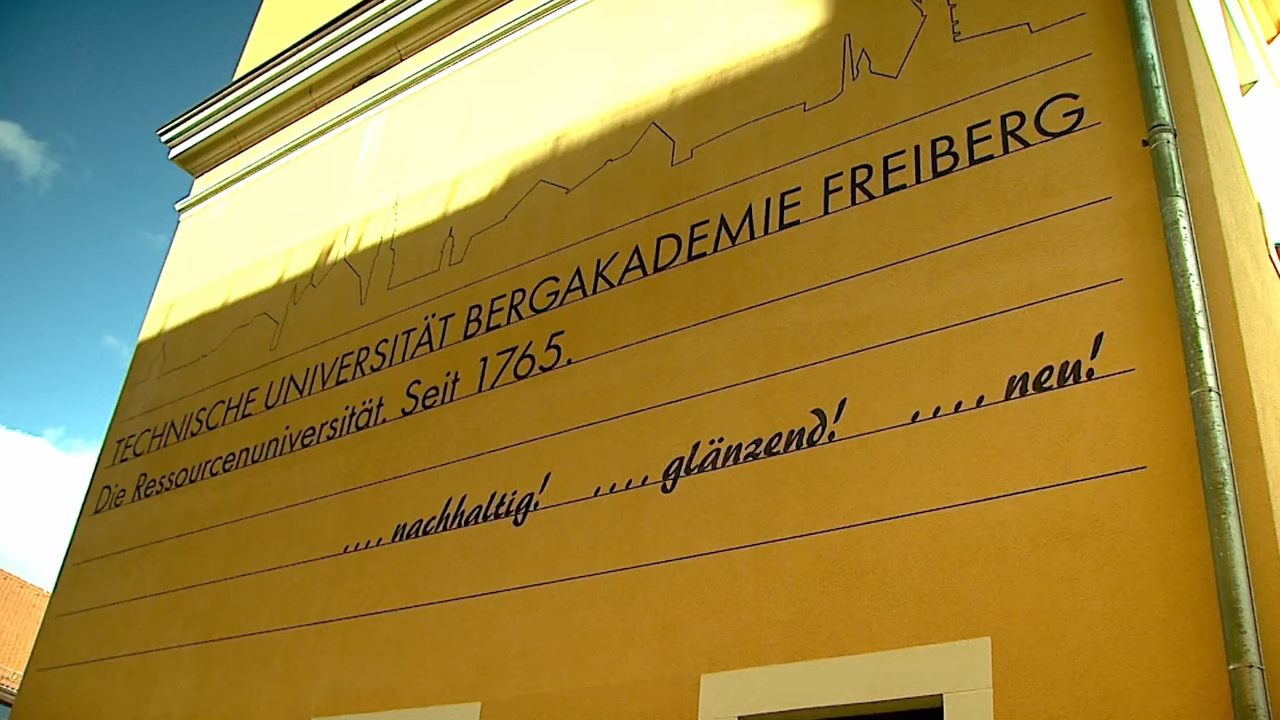 TECHNISCHE UNIVERSITÄT BERGAKADEMIE FREIBERG
Die Ressourcenuniversität. Seit 1765.
.... nachhaltig! .... glänzend! .... neu!